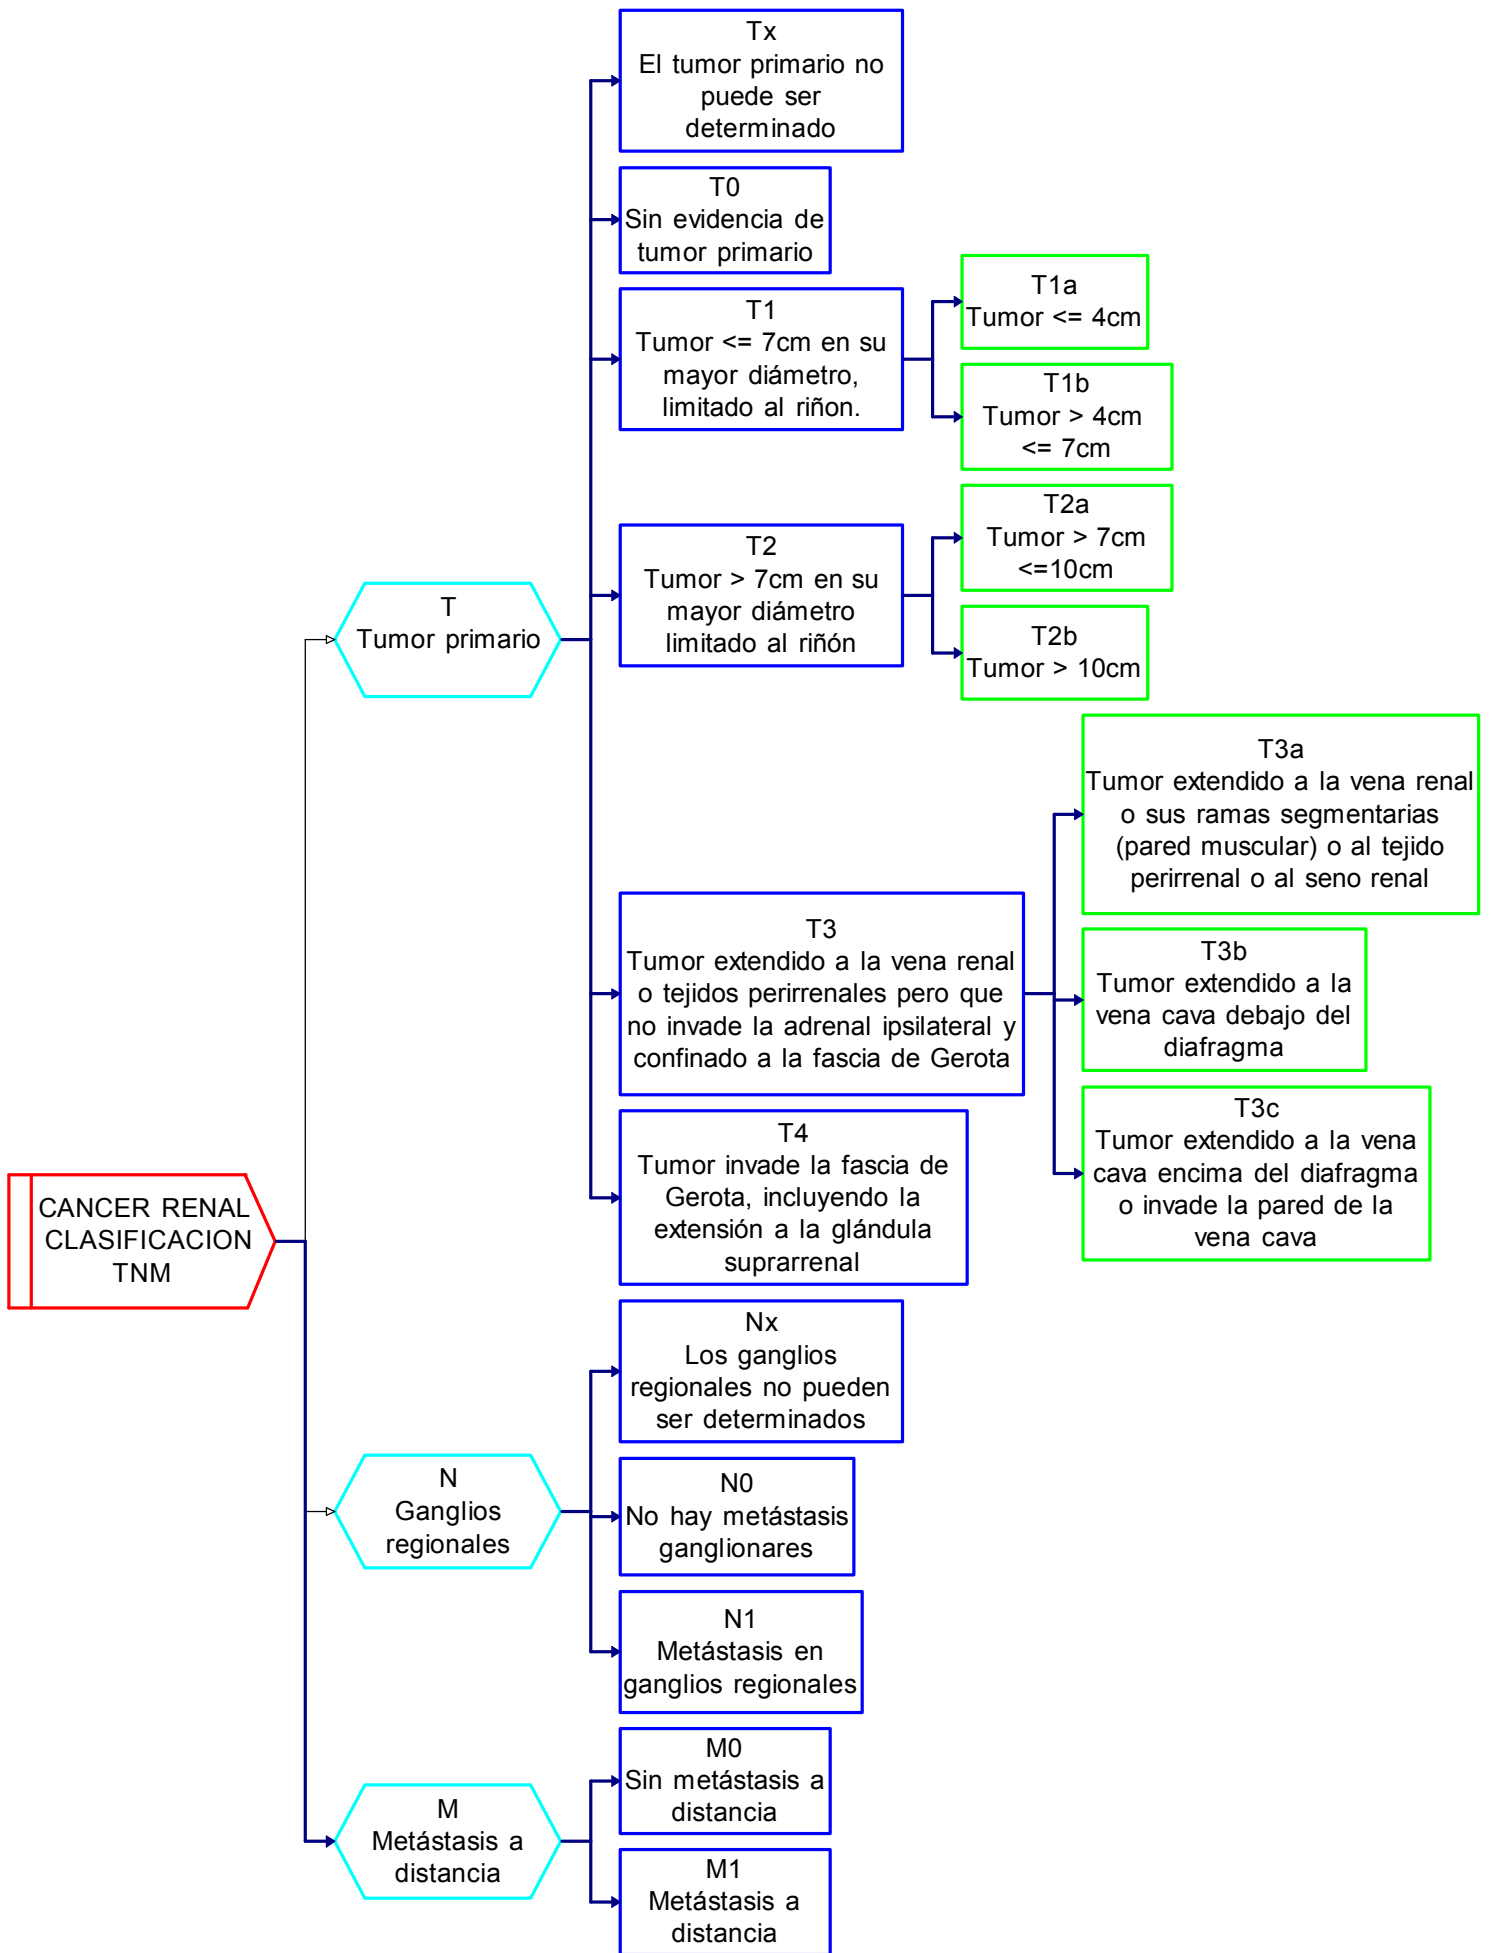 Tx
El tumor primario no
puede ser
determinado
T0
Sin evidencia de
tumor primario
T1
Tumor <= 7cm en su
mayor diámetro,
limitado al riñon.
T1a
Tumor <= 4cm
T1b
Tumor > 4cm
<= 7cm
T2
Tumor > 7cm en su
mayor diámetro
limitado al riñón
T2a
Tumor > 7cm
<=10cm
T2b
Tumor > 10cm
T
Tumor primario
T3
Tumor extendido a la vena renal
o tejidos perirrenales pero que
no invade la adrenal ipsilateral y
confinado a la fascia de Gerota
T3a
Tumor extendido a la vena renal
o sus ramas segmentarias
(pared muscular) o al tejido
perirrenal o al seno renal
T3b
Tumor extendido a la
vena cava debajo del
diafragma
T3c
Tumor extendido a la vena
cava encima del diafragma
o invade la pared de la
vena cava
T4
Tumor invade la fascia de
Gerota, incluyendo la
extensión a la glándula
suprarrenal
CANCER RENAL
CLASIFICACION
TNM
Nx
Los ganglios
regionales no pueden
ser determinados
N
Ganglios
regionales
N0
No hay metástasis
ganglionares
N1
Metástasis en
ganglios regionales
M
Metástasis a
distancia
M0
Sin metástasis a
distancia
M1
Metástasis a
distancia